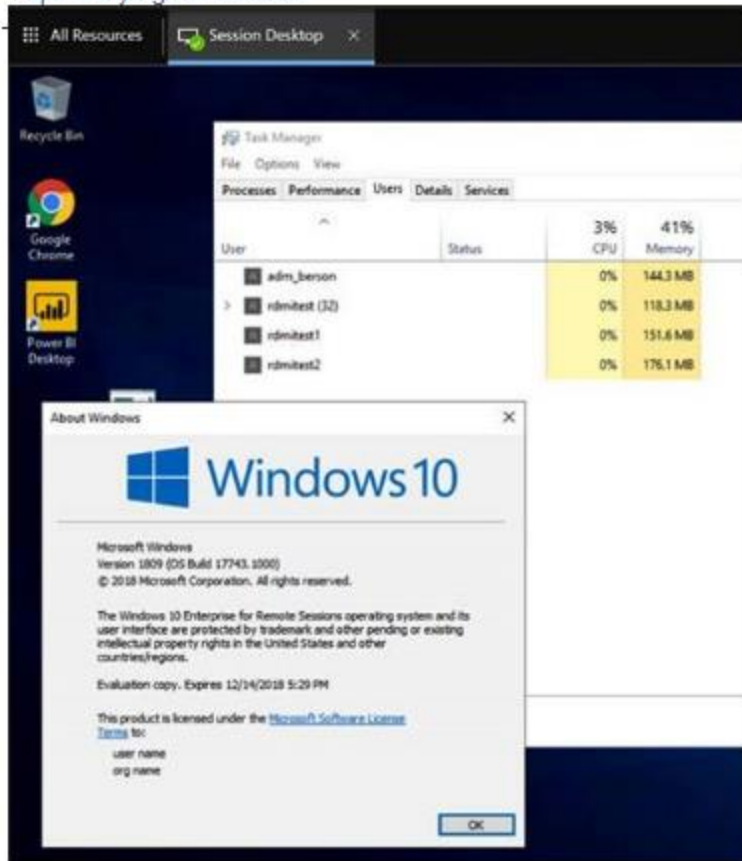 All Resources
Session Desktop ×
Recycle Bin
Google
Chrome
Power BI
Desktop
Task Manager
File Options View
Processes Performance Users Details Services
3% 41%
User Status CPU Memory
adm_berson 0% 144.3 MB
rdmitest (32) 0% 118.3 MB
rdmitest1 0% 151.6 MB
rdmitest2 0% 176.1 MB
About Windows ×
Windows 10
Microsoft Windows
Version 1809 (OS Build 17743.1000)
© 2018 Microsoft Corporation. All rights reserved.
The Windows 10 Enterprise for Remote Sessions operating system and its
user interface are protected by trademark and other pending or existing
intellectual property rights in the United States and other
countries/regions.
Evaluation copy. Expires 12/14/2018 5:29 PM
This product is licensed under the Microsoft Software License
Terms to:
user name
org name
OK